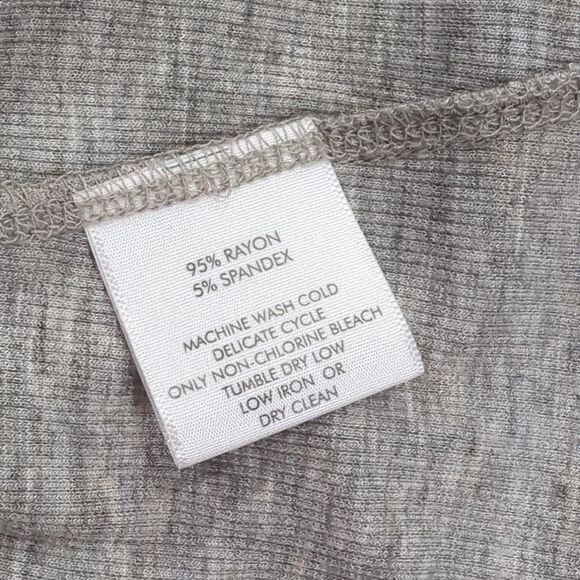 95% RAYON
5% SPANDEX
MACHINE WASH COLD
DELICATE CYCLE
ONLY NON-CHLORINE BLEACH
TUMBLE DRY LOW
LOW IRON OR
DRY CLEAN